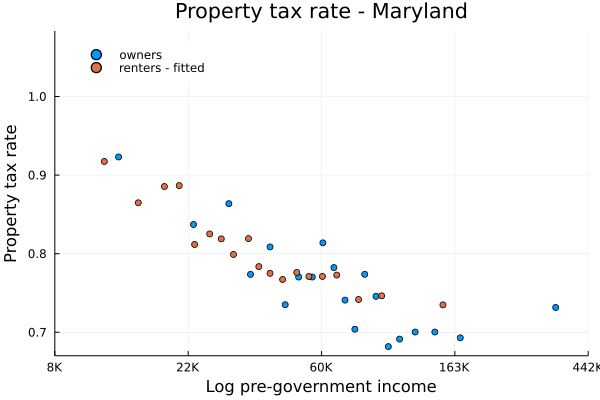 Property tax rate - Maryland
owners
renters - fitted
1.0
0.9
0.8
0.7
Property tax rate
8K
22K
60K
163K
442K
Log pre-government income